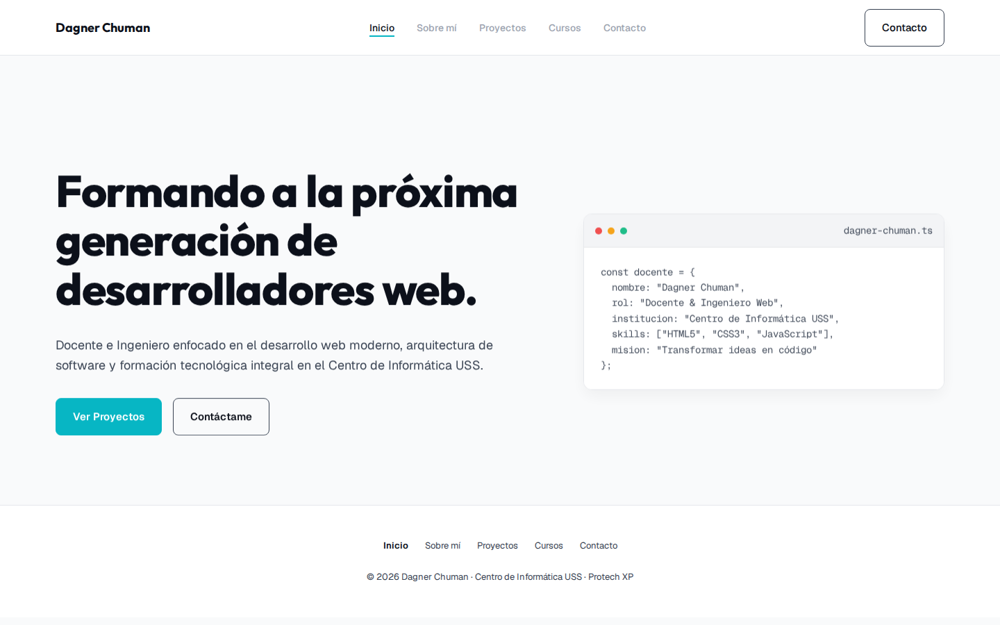 Dagner Chuman
Inicio
Sobre mí
Proyectos
Cursos
Contacto
Contacto
Formando a la próxima
generación de
desarrolladores web.
Docente e Ingeniero enfocado en el desarrollo web moderno, arquitectura de
software y formación tecnológica integral en el Centro de Informática USS.
Ver Proyectos
Contáctame
dagner-chuman.ts
const docente = {
  nombre: "Dagner Chuman",
  rol: "Docente & Ingeniero Web",
  institucion: "Centro de Informática USS",
  skills: ["HTML5", "CSS3", "JavaScript"],
  mision: "Transformar ideas en código"
};
Inicio
Sobre mí
Proyectos
Cursos
Contacto
© 2026 Dagner Chuman · Centro de Informática USS · Protech XP